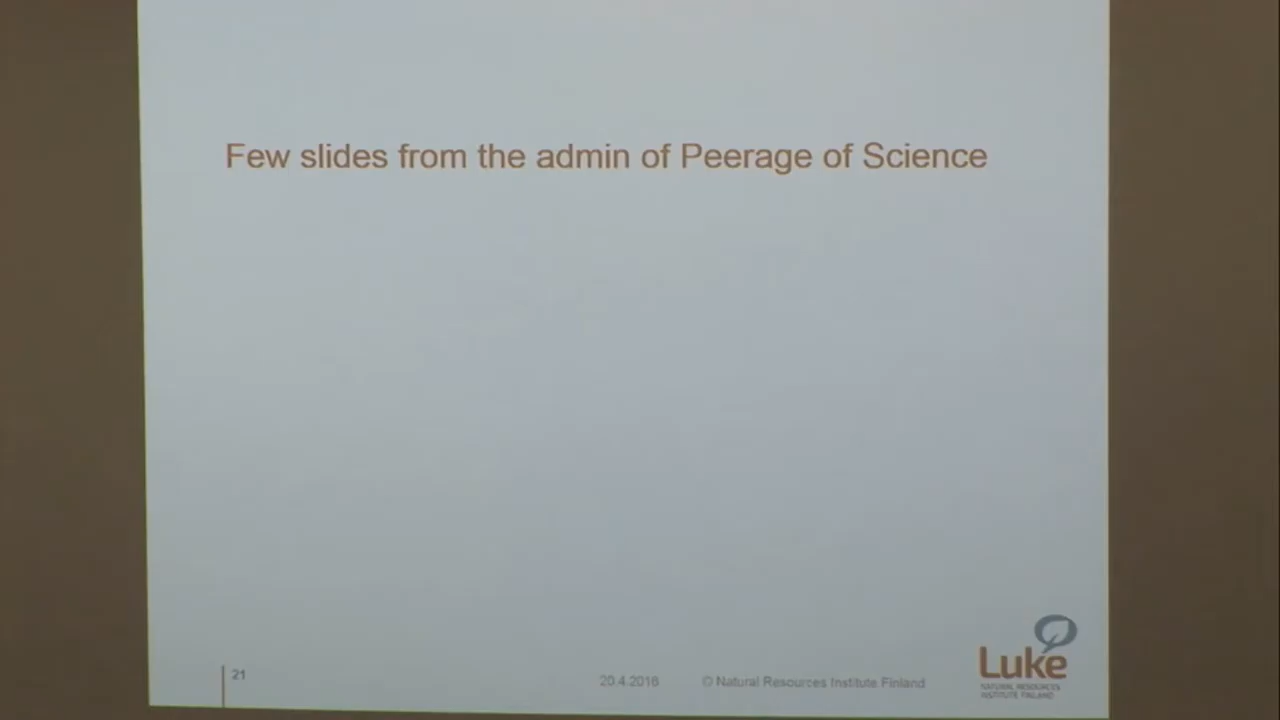 Few slides from the admin of Peerage of Science
21
20.4.2016
© Natural Resources Institute Finland
Luke
NATURAL RESOURCES
INSTITUTE FINLAND